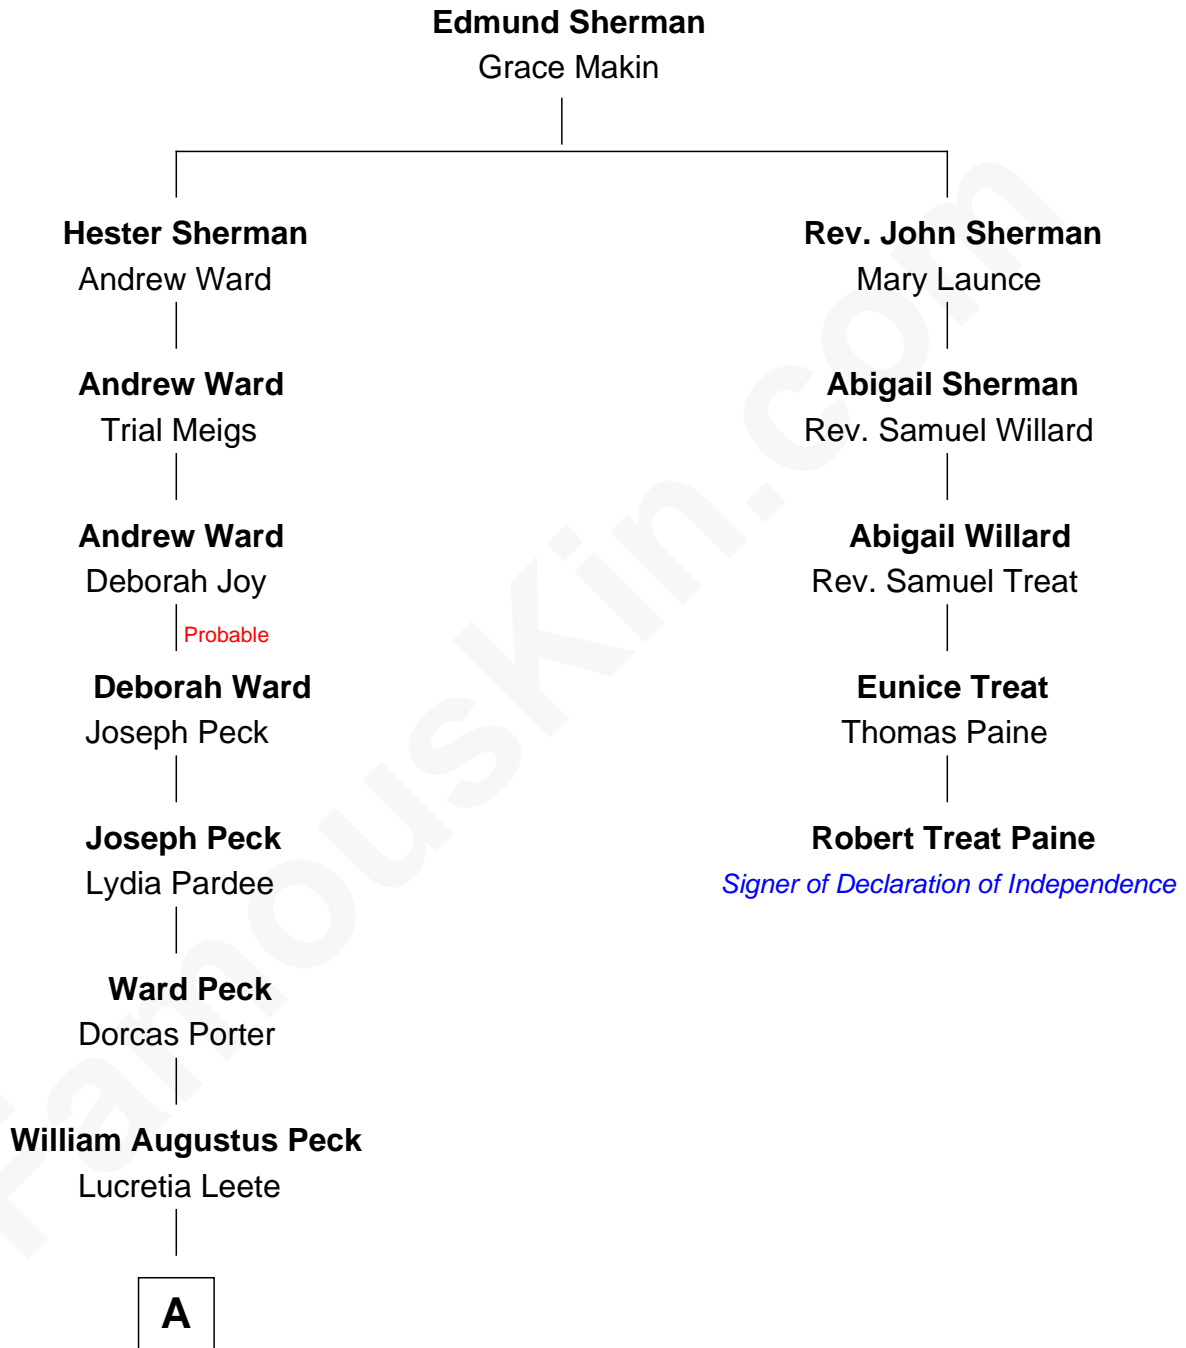 Edmund Sherman
Grace Makin
Hester Sherman
Andrew Ward
Rev. John Sherman
Mary Launce
Andrew Ward
Trial Meigs
Abigail Sherman
Rev. Samuel Willard
Andrew Ward
Deborah Joy
Abigail Willard
Rev. Samuel Treat
Probable
Deborah Ward
Joseph Peck
Eunice Treat
Thomas Paine
Joseph Peck
Lydia Pardee
Robert Treat Paine
Signer of Declaration of Independence
Ward Peck
Dorcas Porter
William Augustus Peck
Lucretia Leete
A
FamousKin.com